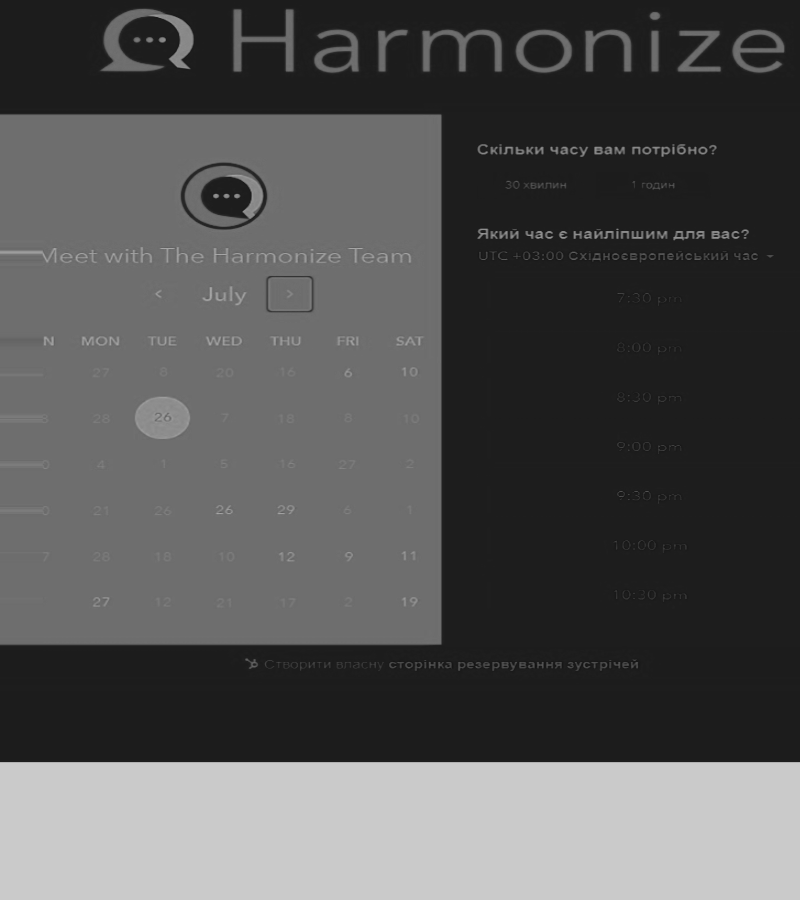 Harmonize
Meet with The Harmonize Team
July
N MON TUE WED THU FRI SAT
27 8 20 16 6 10
28 26 7 18 8 10
0 4 1 5 16 27 2
0 21 26 26 29 6 1
7 28 18 10 12 9 11
27 12 21 17 2 19
Скільки часу вам потрібно?
30 хвилин 1 годин
Який час є найліпшим для вас?
UTC +03:00 Східноєвропейський час
7:30 pm
8:00 pm
8:30 pm
9:00 pm
9:30 pm
10:00 pm
10:30 pm
Створити власну сторінка резервування зустрічей